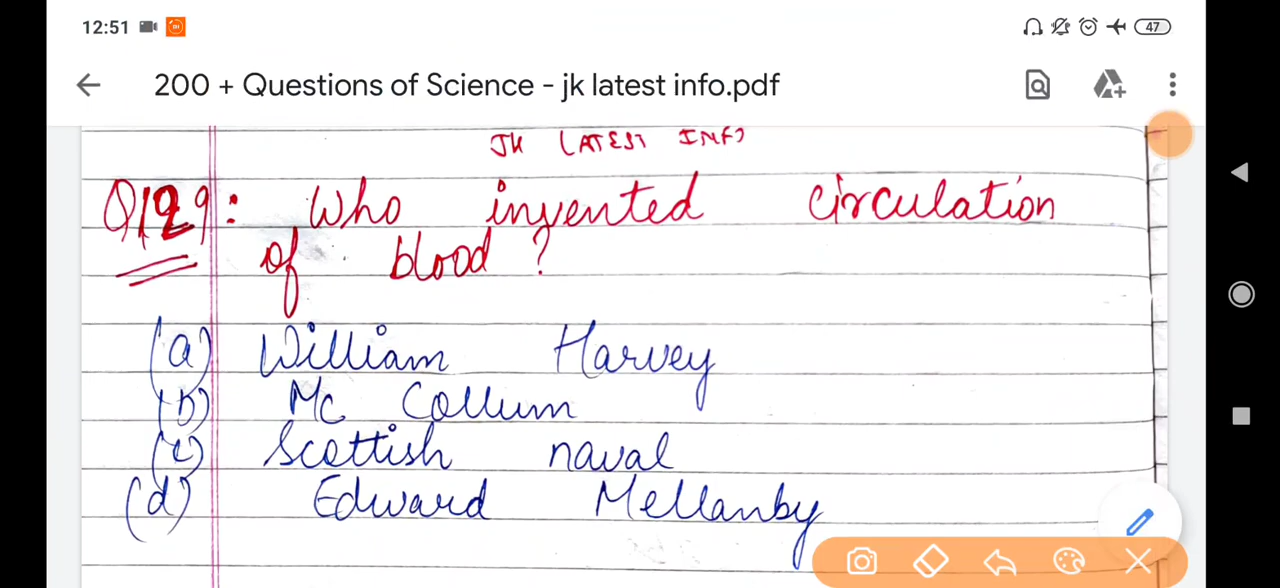 12:51
47
200 + Questions of Science - jk latest info.pdf
JK LATEST INFO
Q129: Who invented circulation
of blood ?
(a) William Harvey
(b) Mc Collum
(c) Scottish naval
(d) Edward Mellanby